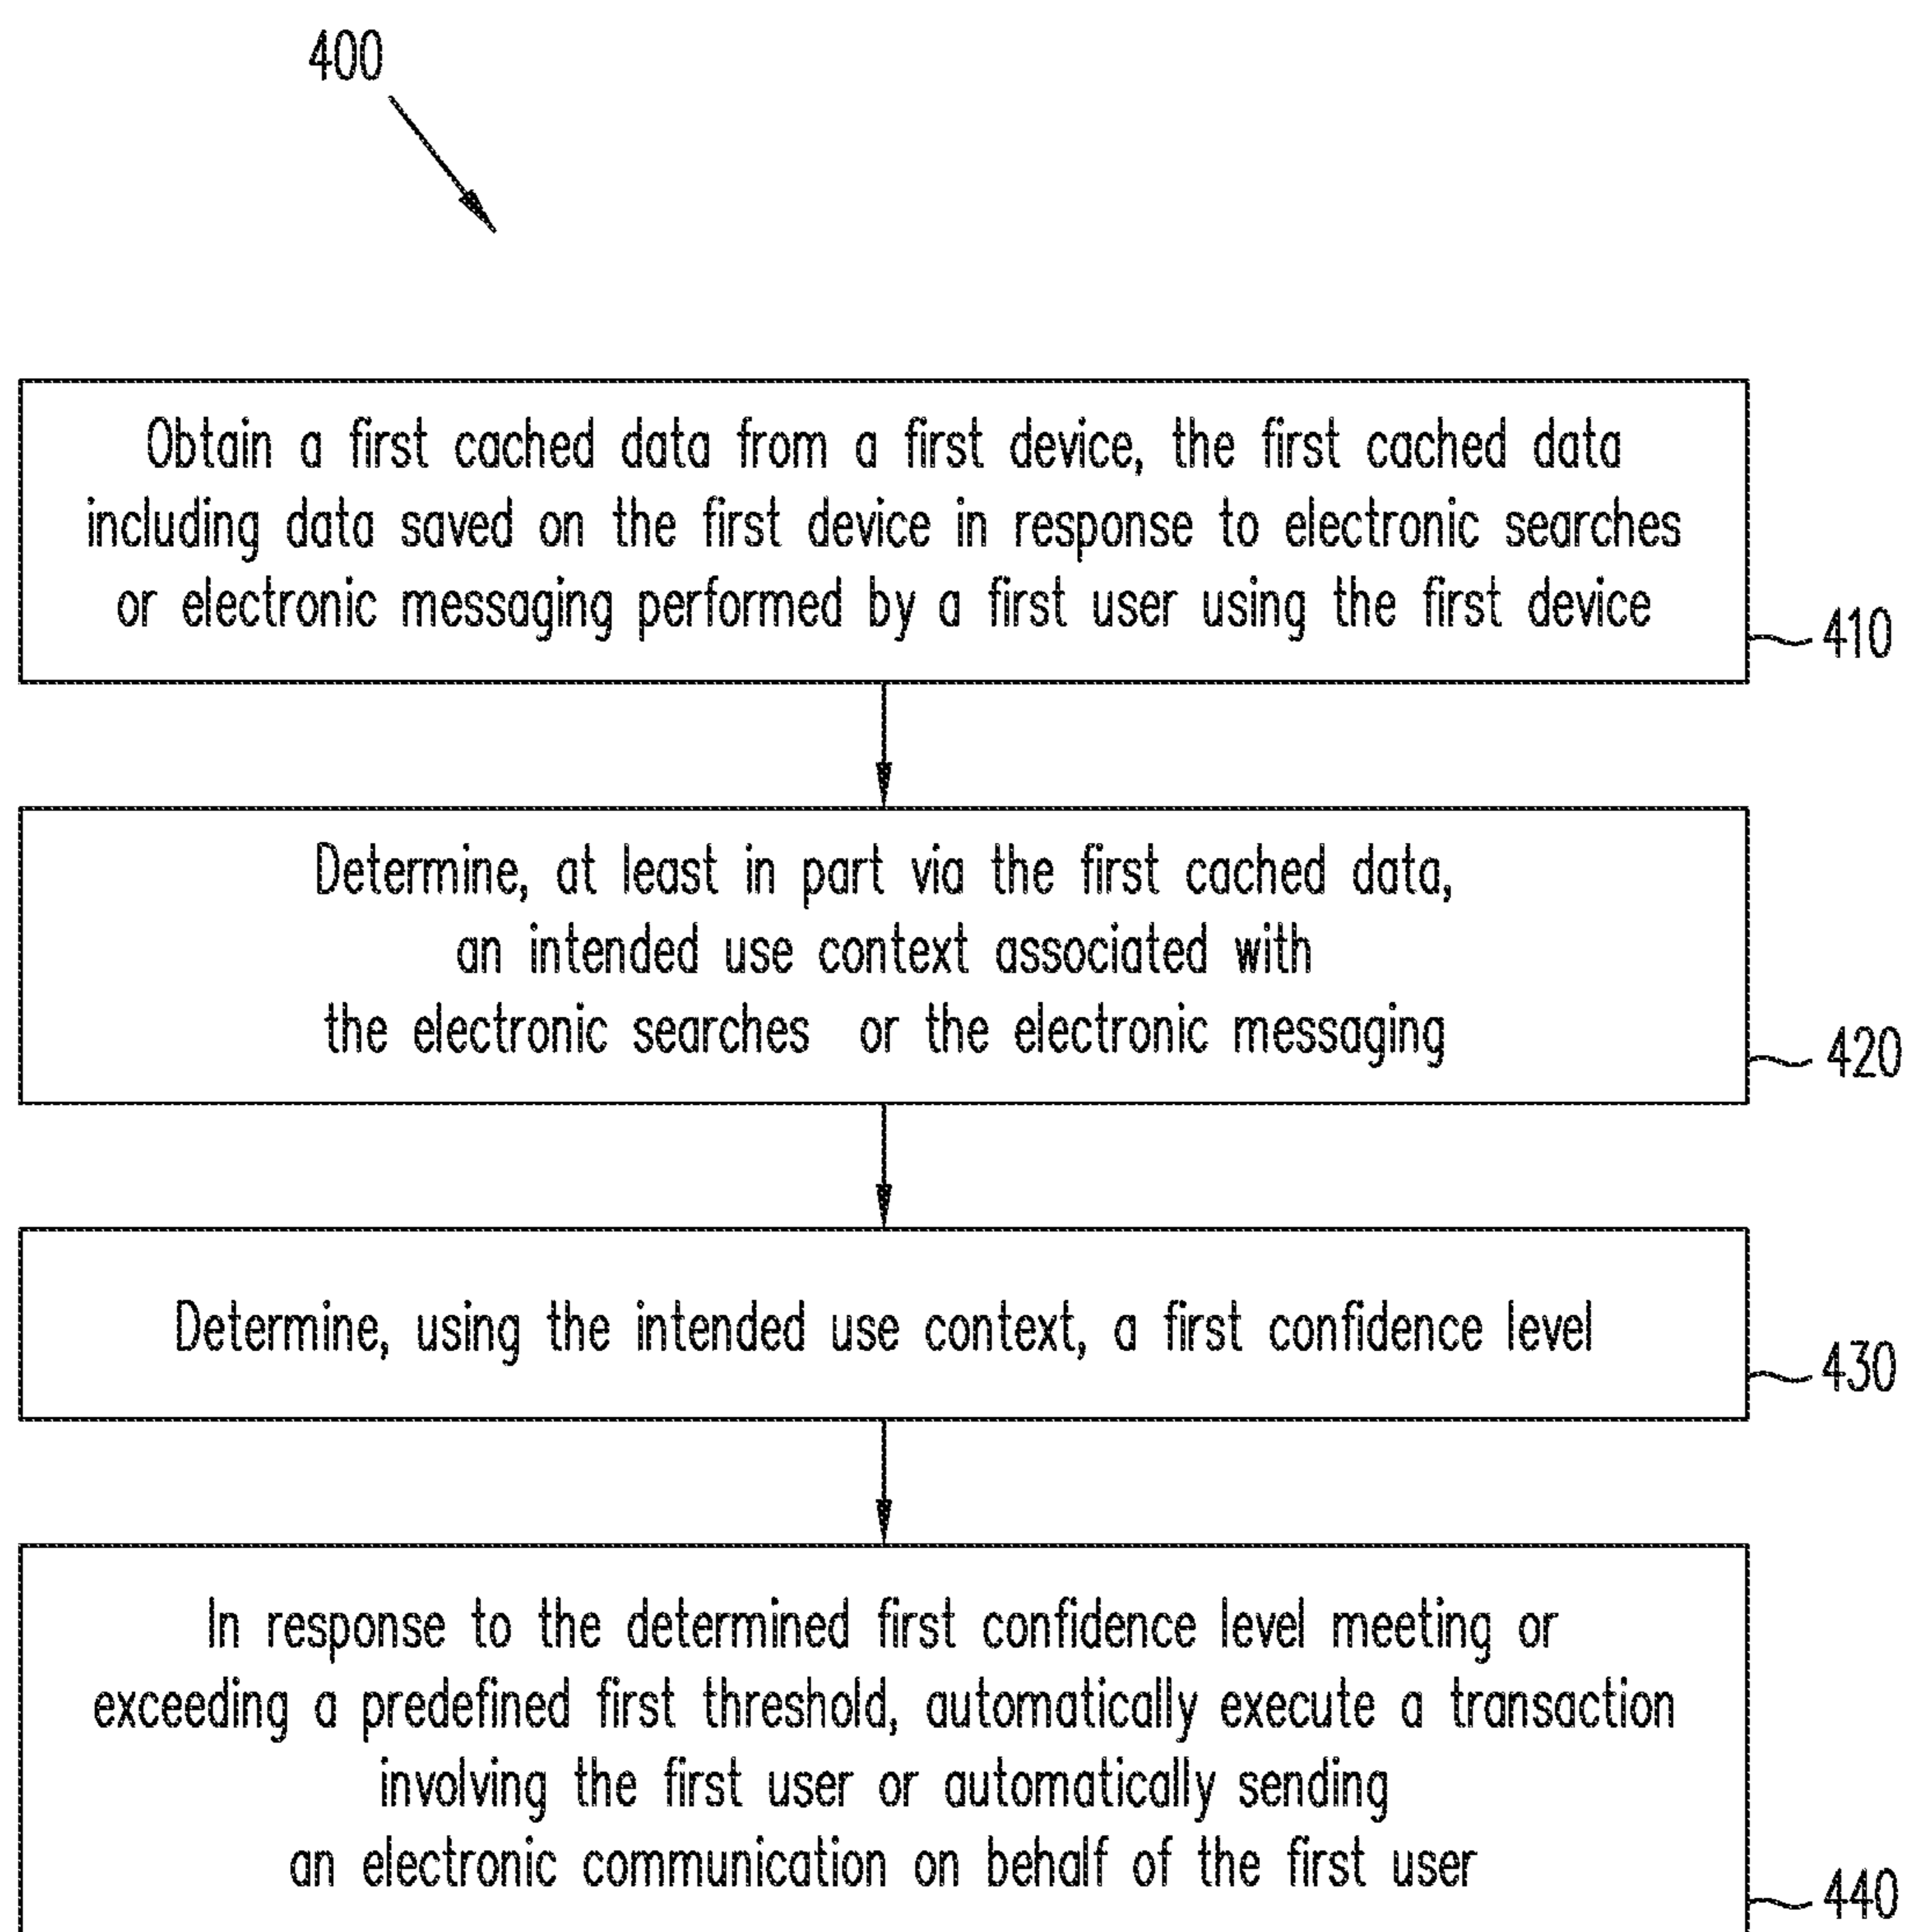 400
Obtain a first cached data from a first device, the first cached data
including data saved on the first device in response to electronic searches
or electronic messaging performed by a first user using the first device
410
Determine, at least in part via the first cached data,
an intended use context associated with
the electronic searches or the electronic messaging
420
Determine, using the intended use context, a first confidence level
430
In response to the determined first confidence level meeting or
exceeding a predefined first threshold, automatically execute a transaction
involving the first user or automatically sending
an electronic communication on behalf of the first user
440